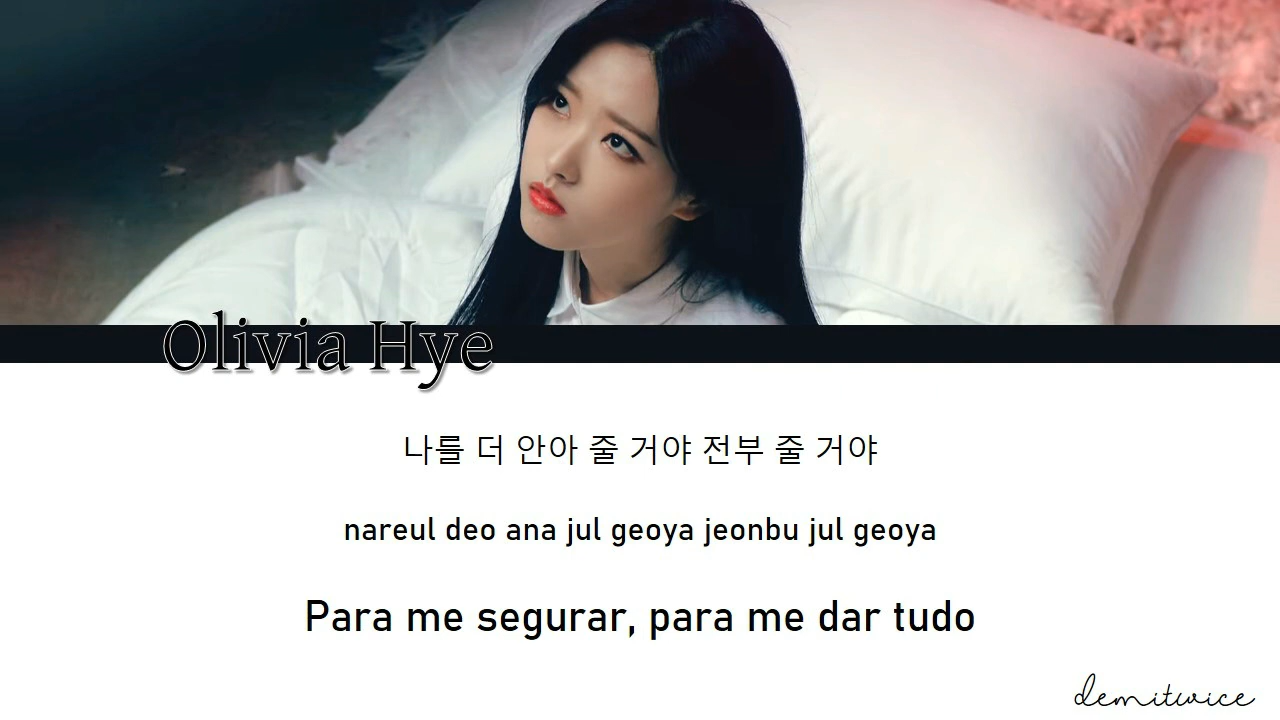 Olivia Hye
나를 더 안아 줄 거야 전부 줄 거야
nareul deo ana jul geoya jeonbu jul geoya
Para me segurar, para me dar tudo
demitwice